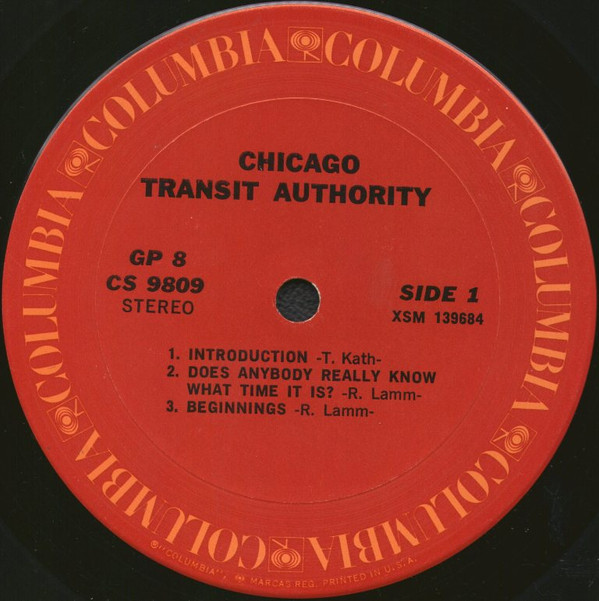 COLUMBIA COLUMBIA COLUMBIA COLUMBIA COLUMBIA COLUMBIA
CHICAGO
TRANSIT AUTHORITY
GP 8
CS 9809
STEREO
SIDE 1
XSM 139684
1. INTRODUCTION -T. Kath-
2. DOES ANYBODY REALLY KNOW
WHAT TIME IT IS? -R. Lamm-
3. BEGINNINGS -R. Lamm-
®"COLUMBIA", MARCAS REG. PRINTED IN U.S.A.